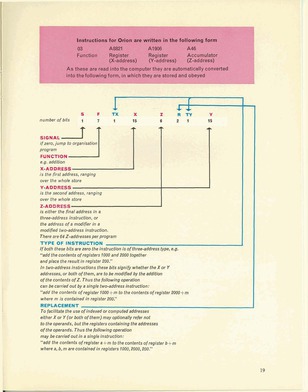 Instructions for Orion are written in the following form
03 A0821 A1806 A46
Function Register Register Accumulator
(X-address) (Y-address) (Z-address)
As these are read into the computer they are automatically converted
into the following form, in which they are stored and obeyed
S F TX X Z R TY Y
number of bits 1 7 1 15 6 2 1 15
SIGNAL
if zero, jump to organisation
program
FUNCTION
e.g. addition
X-ADDRESS
is the first address, ranging
over the whole store
Y-ADDRESS
is the second address, ranging
over the whole store
Z-ADDRESS
is either the final address in a
three-address instruction, or
the address of a modifier in a
modified two-address instruction.
There are 64 Z-addresses per program
TYPE OF INSTRUCTION
If both these bits are zero the instruction is of three-address type, e.g.
"add the contents of registers 1000 and 2000 together
and place the result in register 200."
In two-address instructions these bits signify whether the X or Y
addresses, or both of them, are to be modified by the addition
of the contents of Z. Thus the following operation
can be carried out by a single two-address instruction:
"add the contents of register 1000 + m to the contents of register 2000 + m
where m is contained in register 200."
REPLACEMENT
To facilitate the use of indexed or computed addresses
either X or Y (or both of them) may optionally refer not
to the operands, but the registers containing the addresses
of the operands. Thus the following operation
may be carried out in a single instruction:
"add the contents of register a + m to the contents of register b + m
where a, b, m are contained in registers 1000, 2000, 200."
19